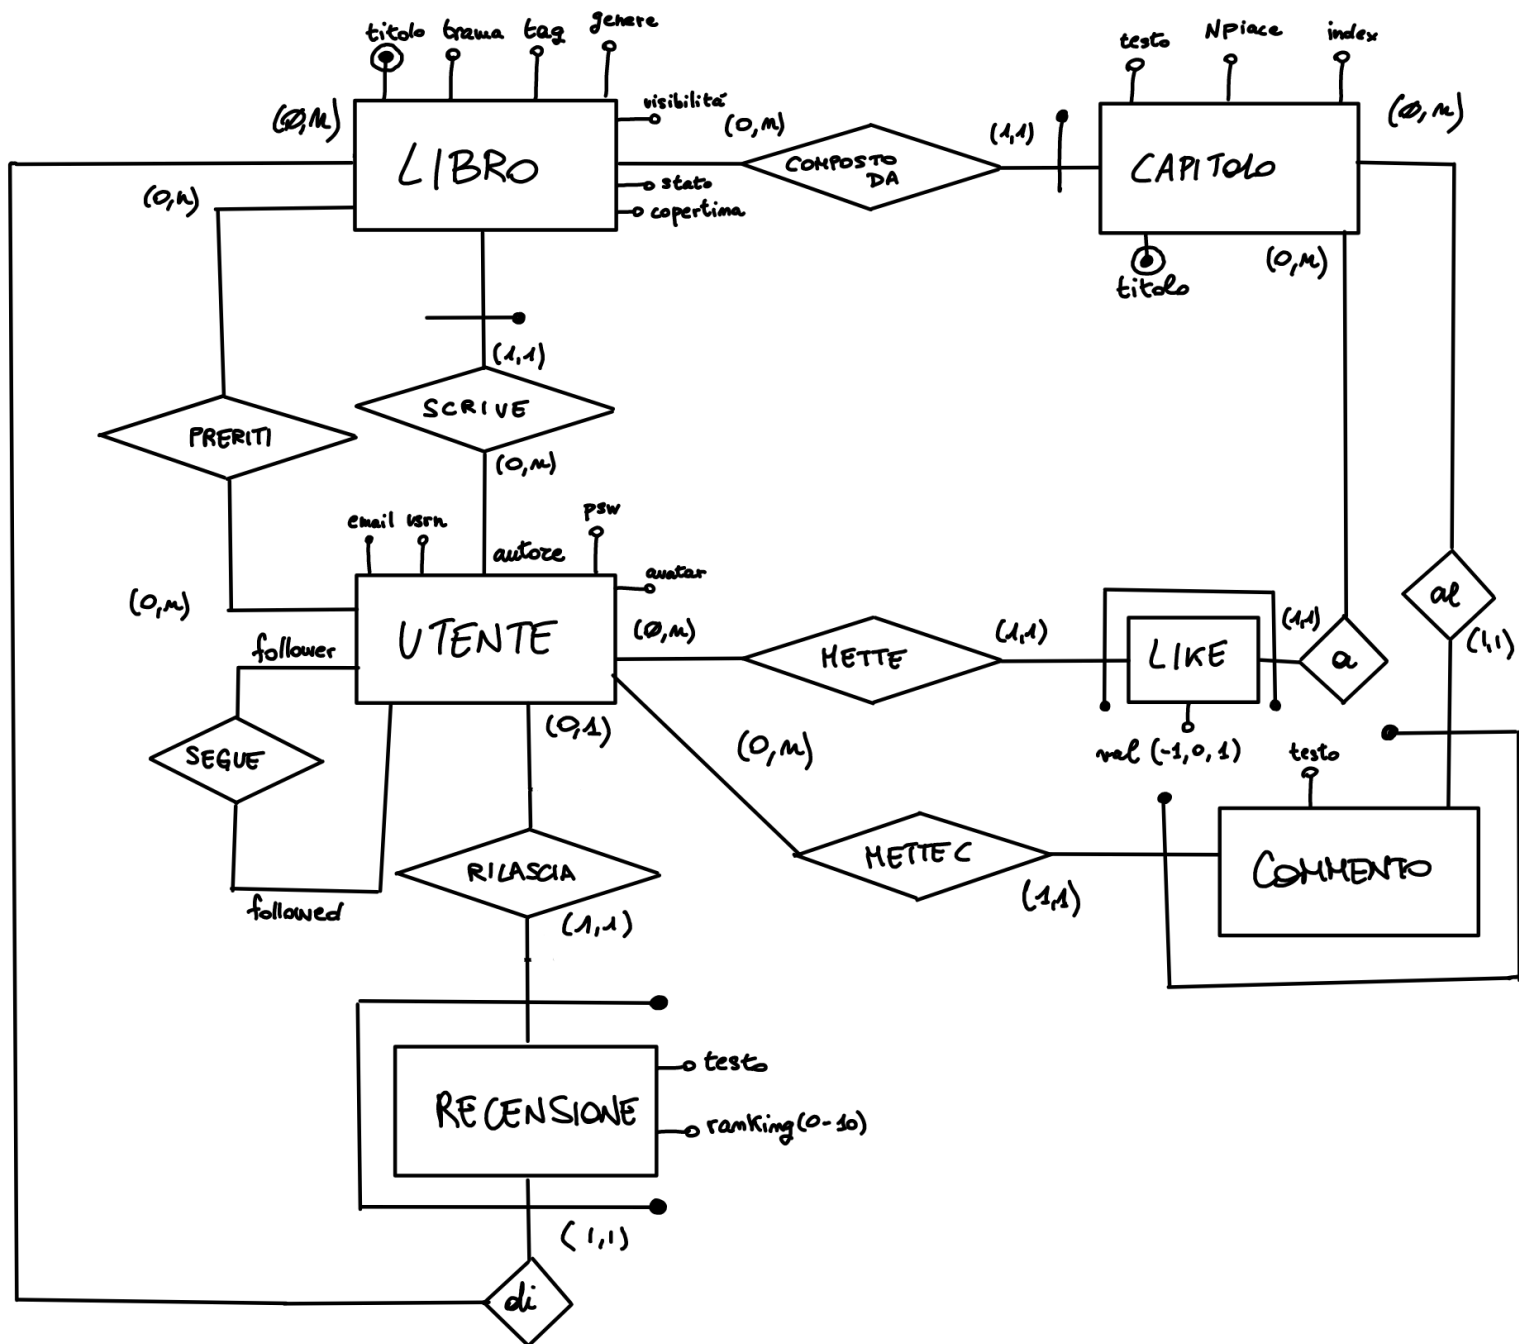 titolo trama tag genere
testo NPiace index
(0,n)
visibilità
(0,n)
(1,1)
(0,n)
LIBRO
COMPOSTO
DA
CAPITOLO
stato
copertina
(0,n)
titolo
(0,n)
(1,1)
SCRIVE
PRERITI
(0,n)
email usrn
psw
autore
avatar
(0,n)
UTENTE
(0,n)
METTE
(1,1)
LIKE
(1,1)
a
al
(1,1)
follower
SEGUE
followed
(0,1)
(0,n)
val (-1,0,1)
testo
METTE C
(1,1)
COMMENTO
RILASCIA
(1,1)
RECENSIONE
testo
ranking(0-10)
(1,1)
di